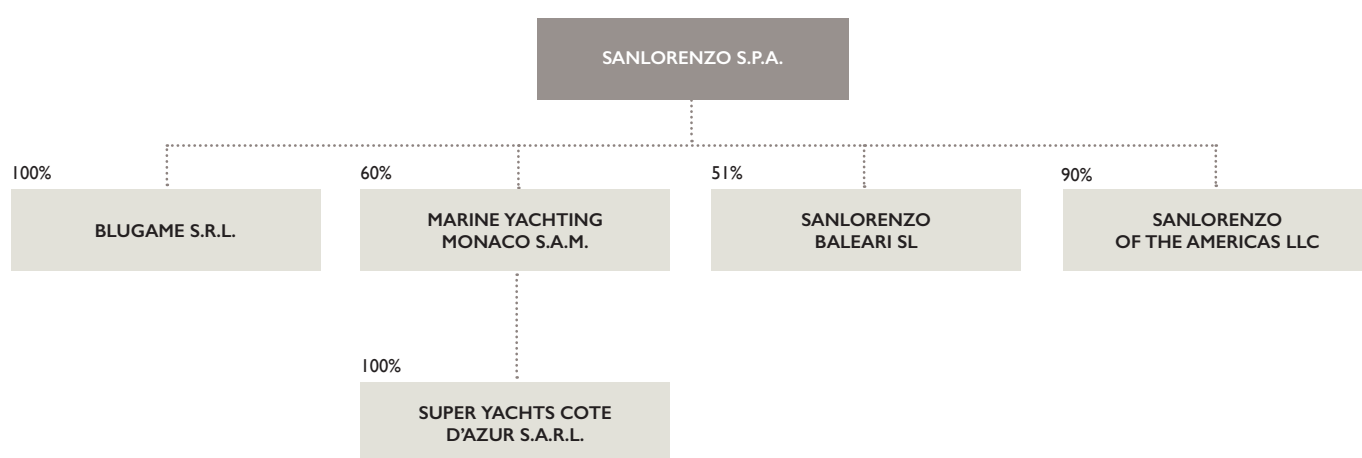 SANLORENZO S.P.A.
100%
60%
51%
90%
BLUGAME S.R.L.
MARINE YACHTING
MONACO S.A.M.
SANLORENZO
BALEARI SL
SANLORENZO
OF THE AMERICAS LLC
100%
SUPER YACHTS COTE
D'AZUR S.A.R.L.